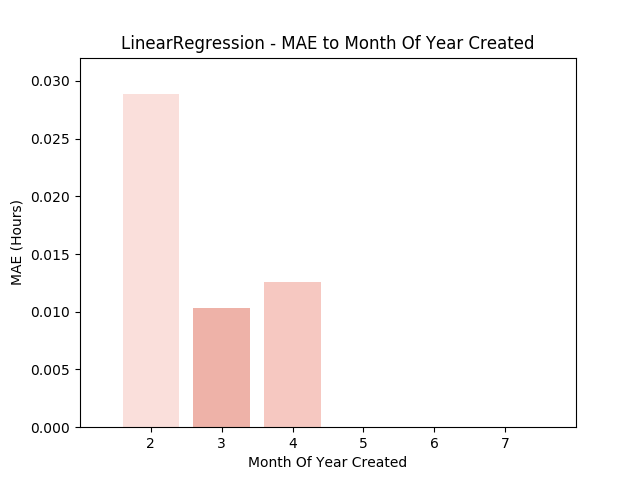 LinearRegression - MAE to Month Of Year Created
0.030
0.025
0.020
0.015
0.010
0.005
0.000
MAE (Hours)
2 3 4 5 6 7
Month Of Year Created